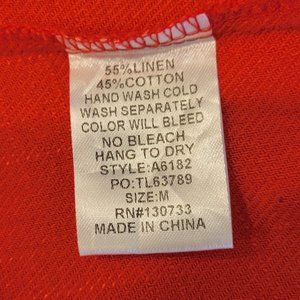 55%LINEN
45%COTTON
HAND WASH COLD
WASH SEPARATELY
COLOR WILL BLEED
NO BLEACH
HANG TO DRY
STYLE:A6182
PO:TL63789
SIZE:M
RN#130733
MADE IN CHINA